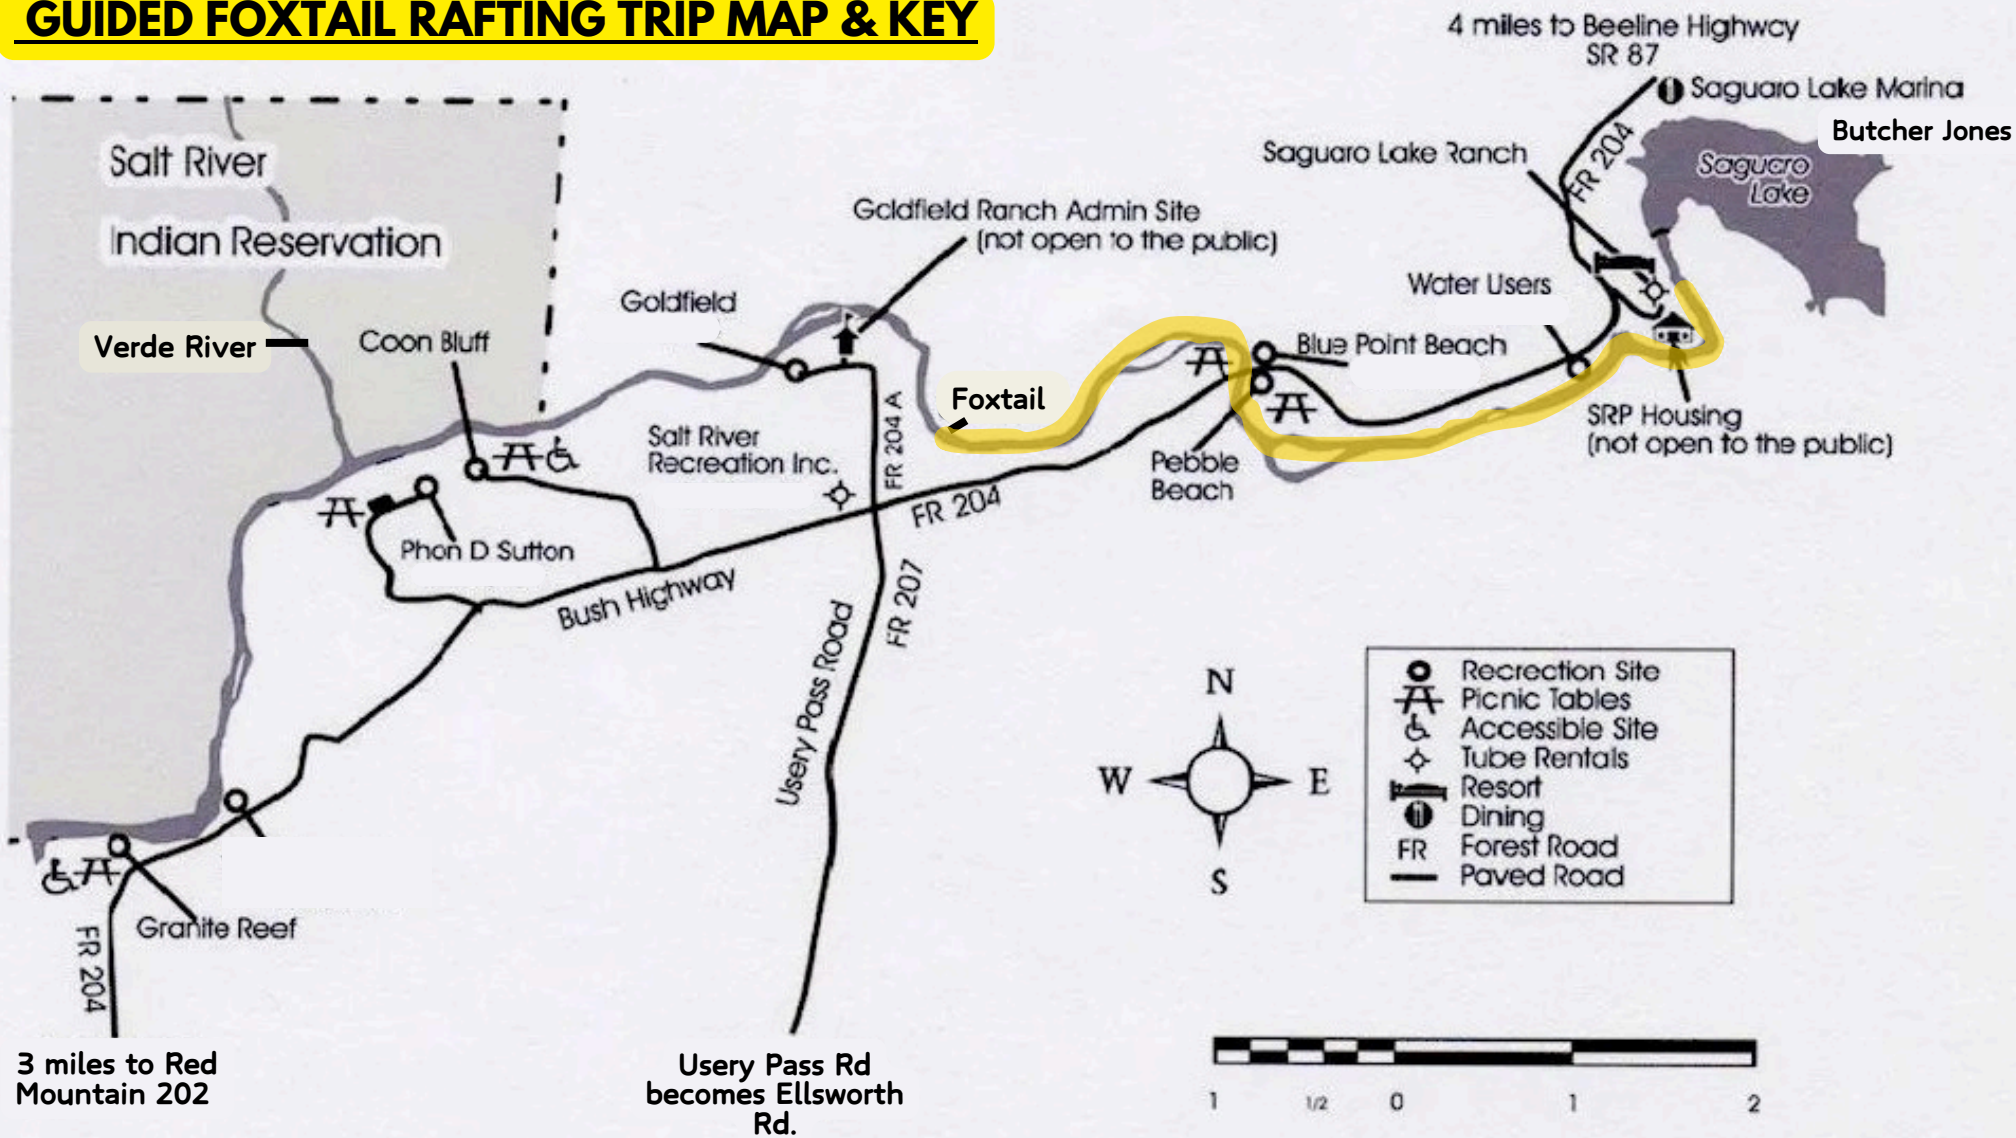 GUIDED FOXTAIL RAFTING TRIP MAP & KEY
4 miles to Beeline Highway
SR 87
Saguaro Lake Marina
Butcher Jones
FR 204
Saguaro Lake Ranch
Saguaro
Lake
Salt River
Indian Reservation
Goldfield Ranch Admin Site
(not open to the public)
Water Users
Goldfield
Verde River
Coon Bluff
Blue Point Beach
Foxtail
SRP Housing
(not open to the public)
Salt River
Recreation Inc.
FR 204 A
Pebble
Beach
FR 204
Phon D Sutton
Bush Highway
FR 207
Usery Pass Road
N
W
E
S
Recrection Site
Picnic Tables
Accessible Site
Tube Rentals
Resort
Dining
FR Forest Road
Paved Road
Granite Reef
FR 204
3 miles to Red
Mountain 202
Usery Pass Rd
becomes Ellsworth
Rd.
1 1/2 0 1 2